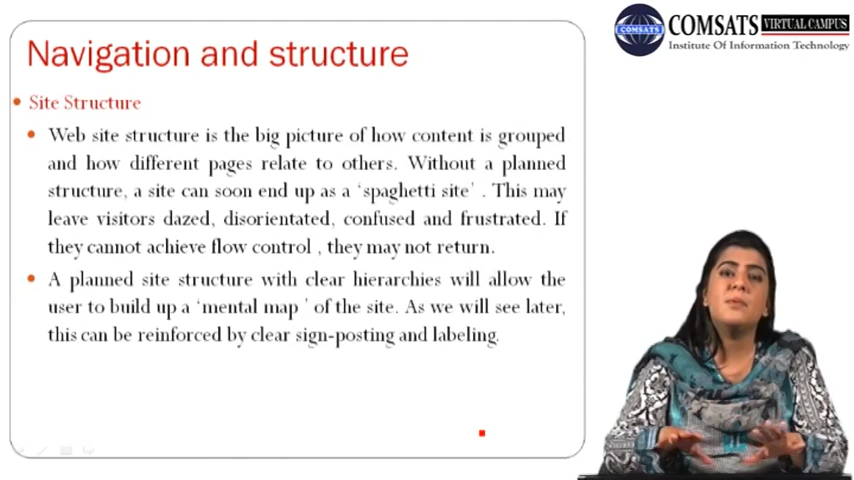 Navigation and structure
COMSATS VIRTUAL CAMPUS
COMSATS
Institute Of Information Technology
• Site Structure
• Web site structure is the big picture of how content is grouped
and how different pages relate to others. Without a planned
structure, a site can soon end up as a ‘spaghetti site’ . This may
leave visitors dazed, disorientated, confused and frustrated. If
they cannot achieve flow control , they may not return.
• A planned site structure with clear hierarchies will allow the
user to build up a ‘mental map ’ of the site. As we will see later,
this can be reinforced by clear sign-posting and labeling.